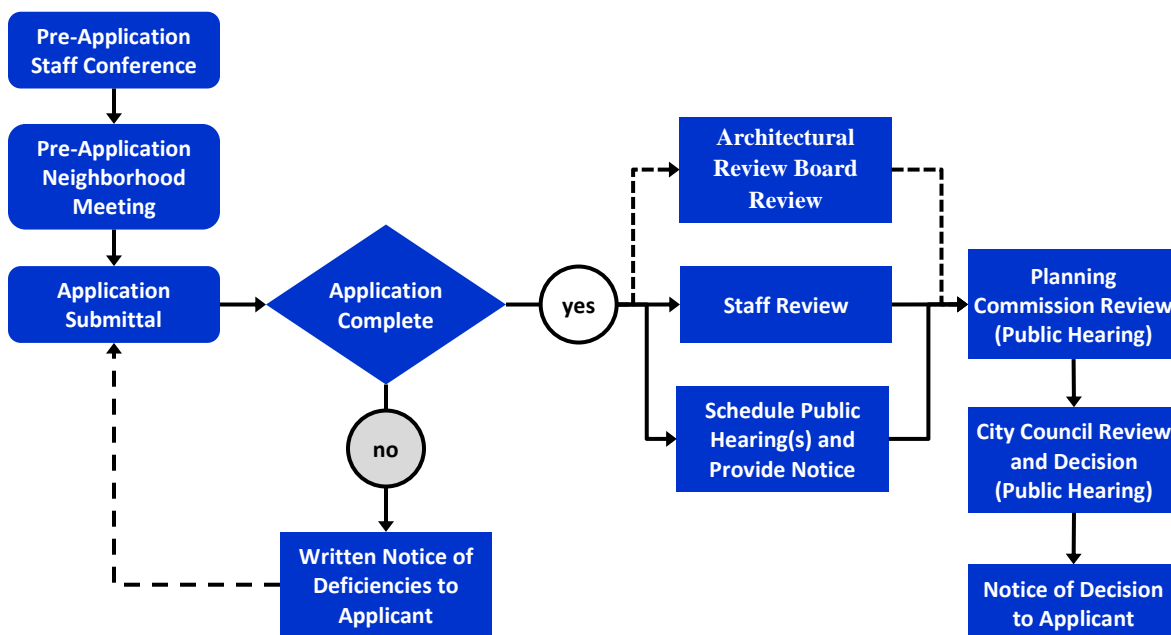 Pre-Application
Staff Conference
Pre-Application
Neighborhood
Meeting
Application
Submittal
Application
Complete
yes
no
Written Notice of
Deficiencies to
Applicant
Architectural
Review Board
Review
Staff Review
Schedule Public
Hearing(s) and
Provide Notice
Planning
Commission Review
(Public Hearing)
City Council Review
and Decision
(Public Hearing)
Notice of Decision
to Applicant